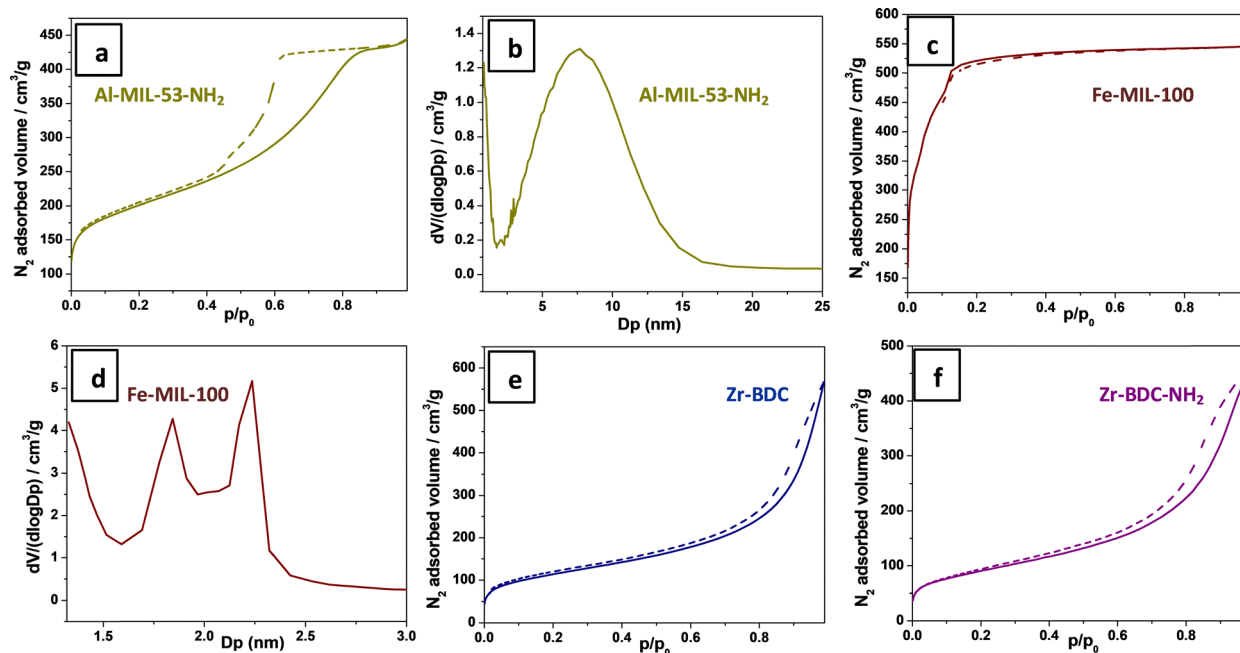 a
Al-MIL-53-NH₂
N₂ adsorbed volume / cm³/g
450
400
350
300
250
200
150
100
0.0 0.2 0.4 0.6 0.8
p/p₀
b
Al-MIL-53-NH₂
dV/(dlogDp) / cm³/g
1.4
1.2
1.0
0.8
0.6
0.4
0.2
0.0
5 10 15 20 25
Dp (nm)
c
Fe-MIL-100
N₂ adsorbed volume / cm³/g
600
550
500
450
400
350
300
250
200
150
125
0.0 0.2 0.4 0.6 0.8
p/p₀
d
Fe-MIL-100
dV/(dlogDp) / cm³/g
6
5
4
3
2
1
0
1.5 2.0 2.5 3.0
Dp (nm)
e
Zr-BDC
N₂ adsorbed volume / cm³/g
600
500
400
300
200
100
0
0.0 0.2 0.4 0.6 0.8
p/p₀
f
Zr-BDC-NH₂
N₂ adsorbed volume / cm³/g
500
400
300
200
100
0
0.0 0.2 0.4 0.6 0.8
p/p₀